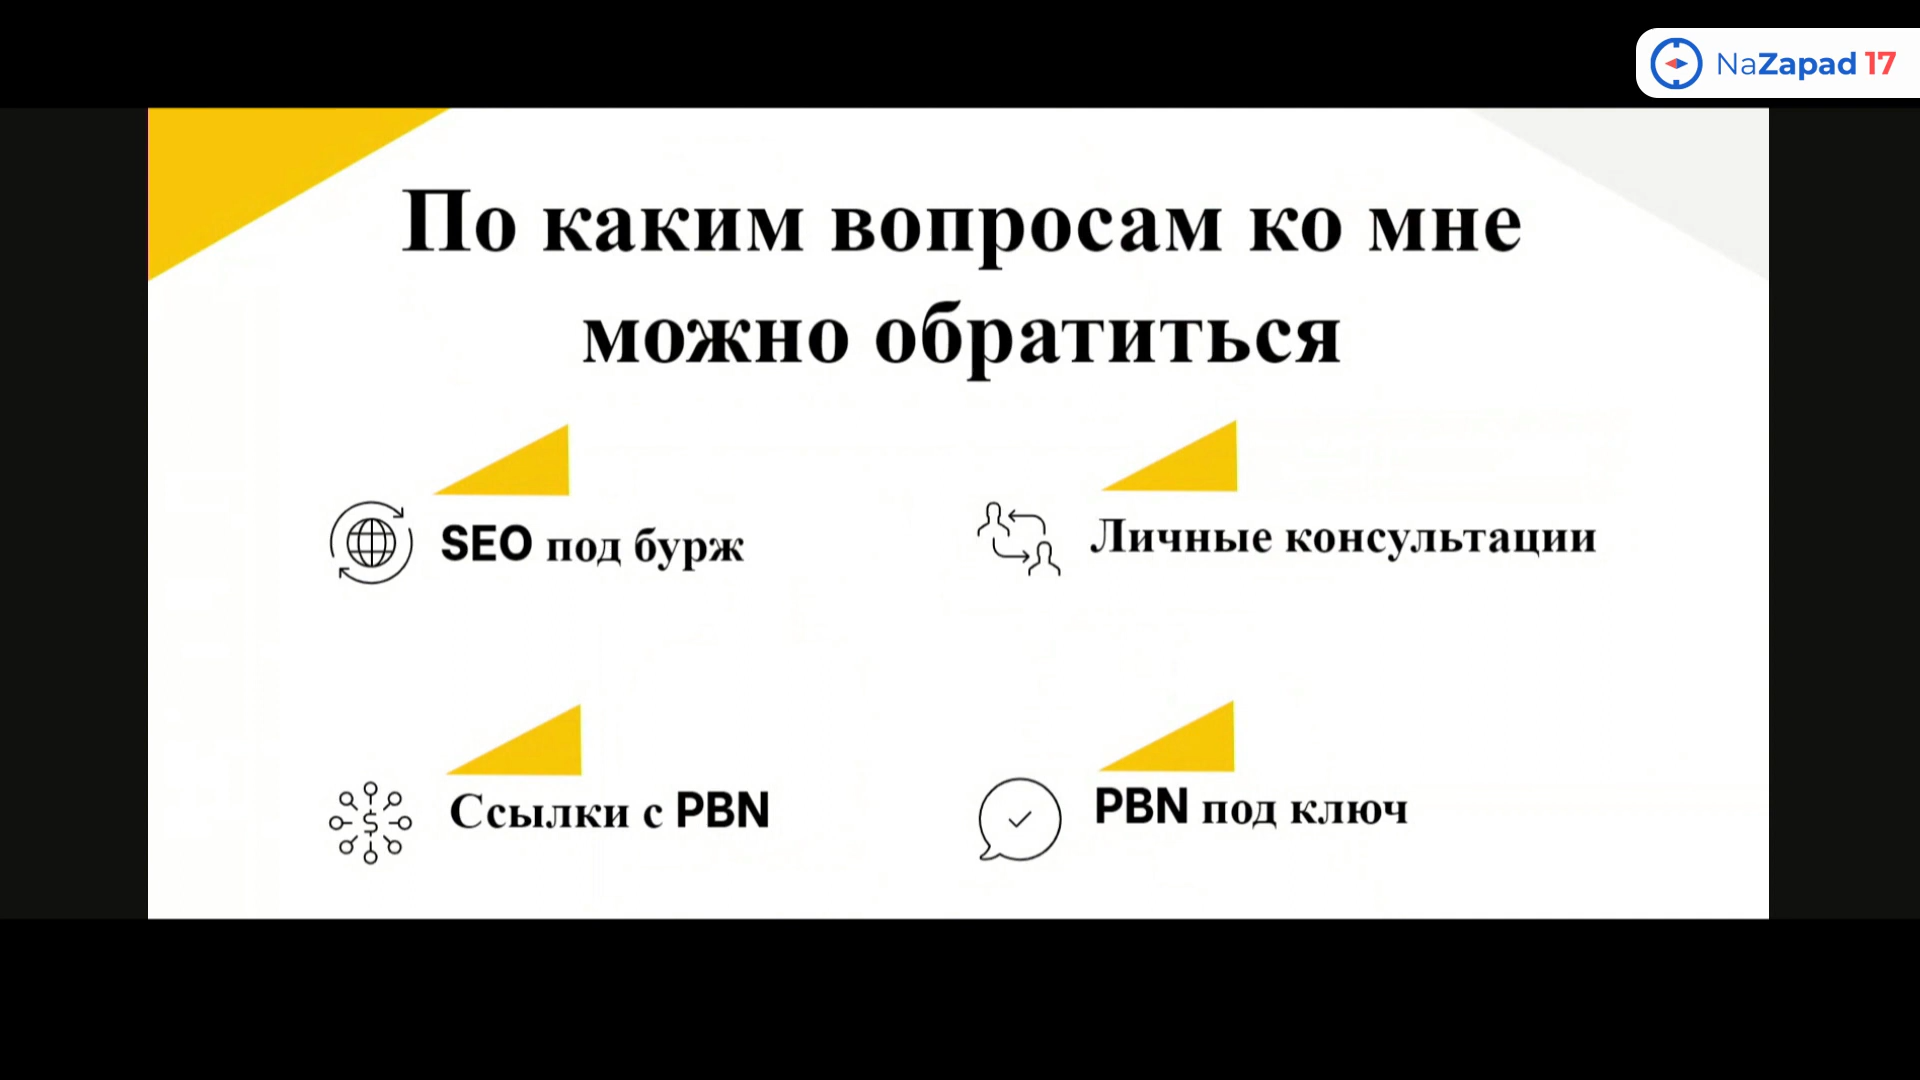 NaZapad 17
По каким вопросам ко мне
можно обратиться
SEO под бурж
Личные консультации
Ссылки с PBN
PBN под ключ